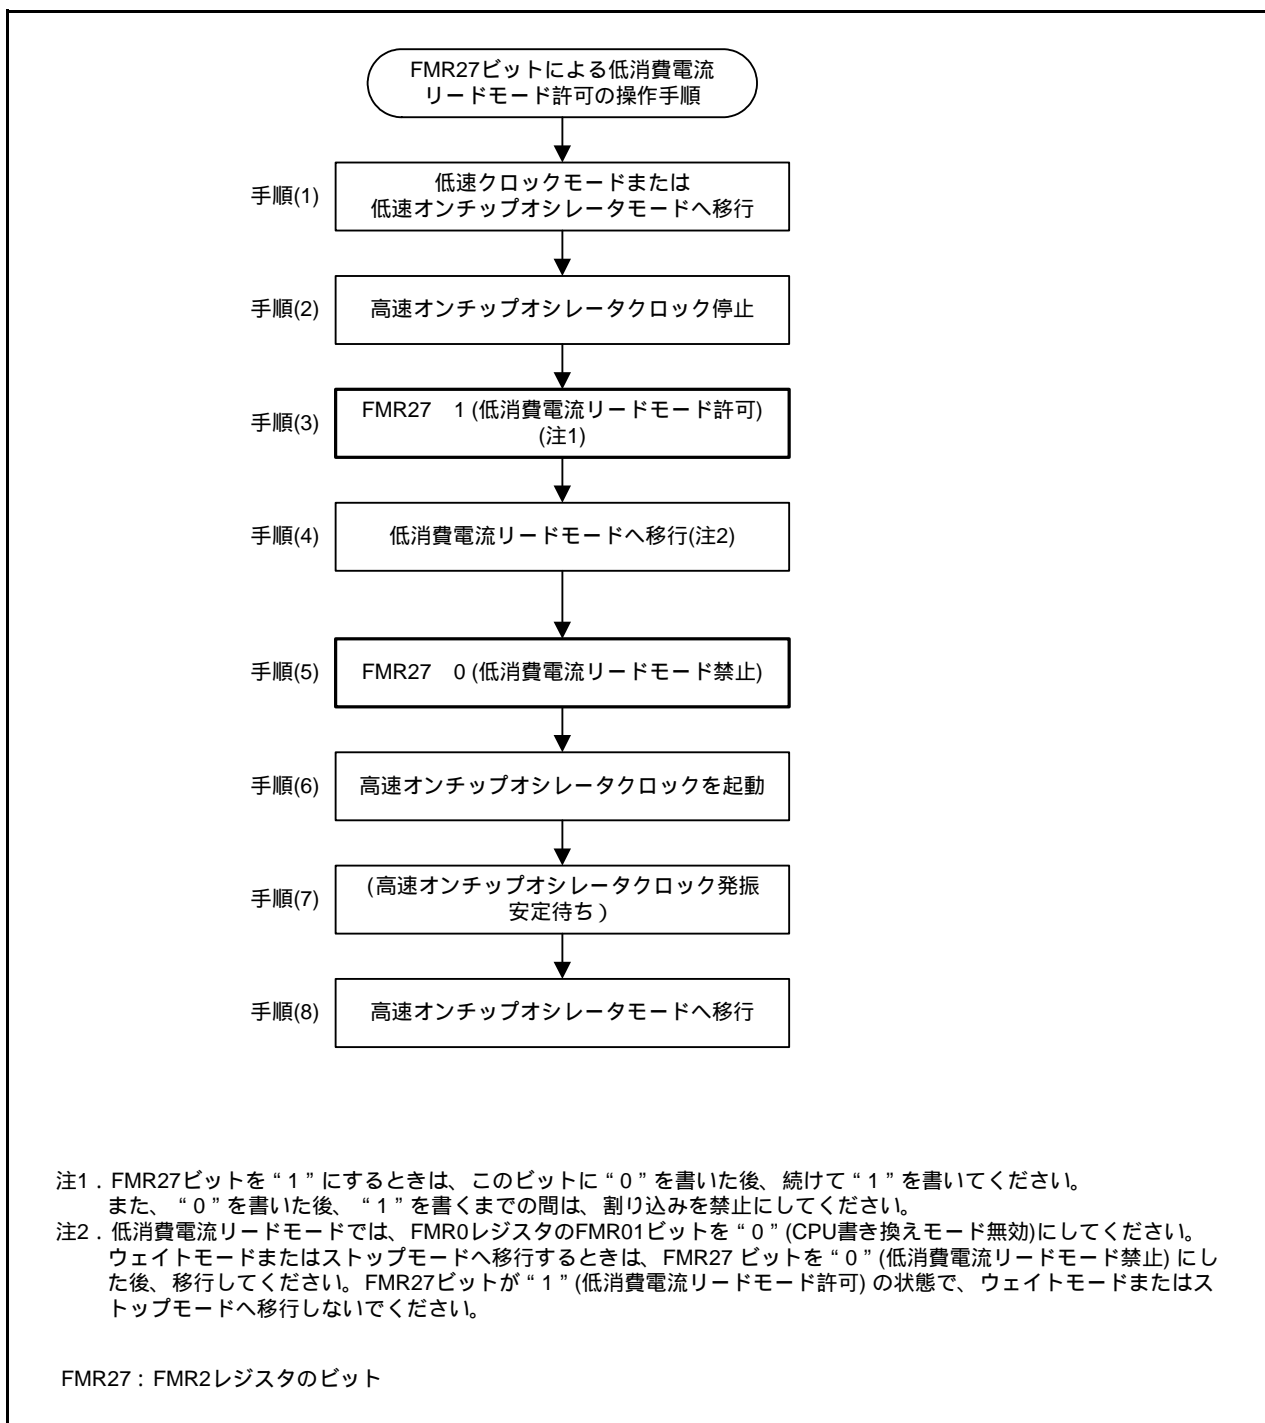 FMR27ビットによる低消費電流
リードモード許可の操作手順
手順(1)
低速クロックモードまたは
低速オンチップオシレータモードへ移行
手順(2)
高速オンチップオシレータクロック停止
手順(3)
FMR27　1 (低消費電流リードモード許可)
(注1)
手順(4)
低消費電流リードモードへ移行(注2)
手順(5)
FMR27　0 (低消費電流リードモード禁止)
手順(6)
高速オンチップオシレータクロックを起動
手順(7)
(高速オンチップオシレータクロック発振
安定待ち)
手順(8)
高速オンチップオシレータモードへ移行
注1．FMR27ビットを“1”にするときは、このビットに“0”を書いた後、続けて“1”を書いてください。
また、“0”を書いた後、“1”を書くまでの間は、割り込みを禁止にしてください。
注2．低消費電流リードモードでは、FMR0レジスタのFMR01ビットを“0”(CPU書き換えモード無効)にしてください。
ウェイトモードまたはストップモードへ移行するときは、FMR27 ビットを“0”(低消費電流リードモード禁止) にし
た後、移行してください。FMR27ビットが“1”(低消費電流リードモード許可) の状態で、ウェイトモードまたはス
トップモードへ移行しないでください。
FMR27：FMR2レジスタのビット